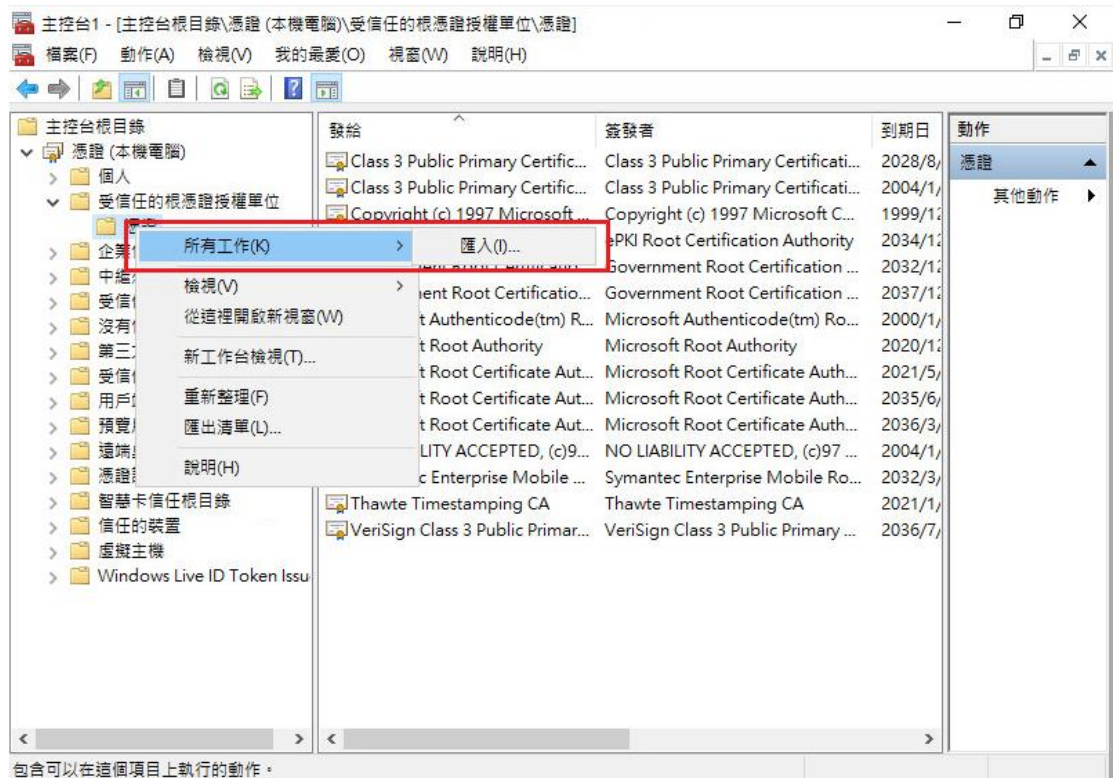 主控台1 - [主控台根目錄\憑證 (本機電腦)\受信任的根憑證授權單位\憑證]
檔案(F) 動作(A) 檢視(V) 我的最愛(O) 視窗(W) 說明(H)
主控台根目錄
憑證 (本機電腦)
個人
受信任的根憑證授權單位
憑證
企業
中繼
受信
沒有
第三
受信
用戶
預覽
遠端
憑證
智慧卡信任根目錄
信任的裝置
虛擬主機
Windows Live ID Token Issu
所有工作(K)
匯入(I)...
檢視(V)
從這裡開啟新視窗(W)
新工作台檢視(T)...
重新整理(F)
匯出清單(L)...
說明(H)
發給 簽發者 到期日
Class 3 Public Primary Certific... Class 3 Public Primary Certificati... 2028/8/
Class 3 Public Primary Certific... Class 3 Public Primary Certificati... 2004/1/
Copyright (c) 1997 Microsoft ... Copyright (c) 1997 Microsoft C... 1999/12
ePKI Root Certification Authority 2034/12
Government Root Certification ... 2032/12
ent Root Certificatio... Government Root Certification ... 2037/12
t Authenticode(tm) R... Microsoft Authenticode(tm) Ro... 2000/1/
t Root Authority Microsoft Root Authority 2020/12
t Root Certificate Aut... Microsoft Root Certificate Auth... 2021/5/
t Root Certificate Aut... Microsoft Root Certificate Auth... 2035/6/
t Root Certificate Aut... Microsoft Root Certificate Auth... 2036/3/
LITY ACCEPTED, (c)9... NO LIABILITY ACCEPTED, (c)97 ... 2004/1/
c Enterprise Mobile ... Symantec Enterprise Mobile Ro... 2032/3/
Thawte Timestamping CA Thawte Timestamping CA 2021/1/
VeriSign Class 3 Public Primar... VeriSign Class 3 Public Primary ... 2036/7/
動作
憑證
其他動作
包含可以在這個項目上執行的動作。